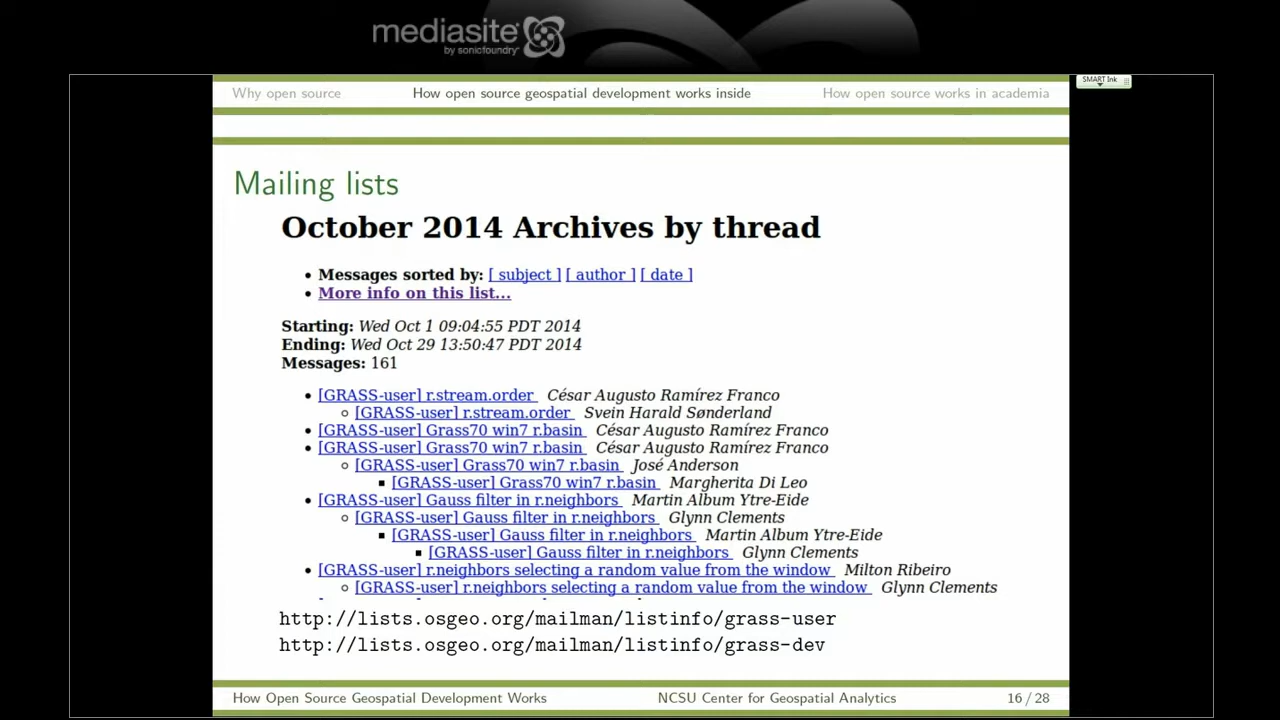 mediasite
by sonicfoundry
SMART Ink
Why open source How open source geospatial development works inside How open source works in academia
Mailing lists
October 2014 Archives by thread
• Messages sorted by: [ subject ] [ author ] [ date ]
• More info on this list...
Starting: Wed Oct 1 09:04:55 PDT 2014
Ending: Wed Oct 29 13:50:47 PDT 2014
Messages: 161
• [GRASS-user] r.stream.order César Augusto Ramírez Franco
○ [GRASS-user] r.stream.order Svein Harald Sønderland
• [GRASS-user] Grass70 win7 r.basin César Augusto Ramírez Franco
• [GRASS-user] Grass70 win7 r.basin César Augusto Ramírez Franco
○ [GRASS-user] Grass70 win7 r.basin José Anderson
▪ [GRASS-user] Grass70 win7 r.basin Margherita Di Leo
• [GRASS-user] Gauss filter in r.neighbors Martin Album Ytre-Eide
○ [GRASS-user] Gauss filter in r.neighbors Glynn Clements
▪ [GRASS-user] Gauss filter in r.neighbors Martin Album Ytre-Eide
▪ [GRASS-user] Gauss filter in r.neighbors Glynn Clements
• [GRASS-user] r.neighbors selecting a random value from the window Milton Ribeiro
○ [GRASS-user] r.neighbors selecting a random value from the window Glynn Clements
http://lists.osgeo.org/mailman/listinfo/grass-user
http://lists.osgeo.org/mailman/listinfo/grass-dev
How Open Source Geospatial Development Works NCSU Center for Geospatial Analytics 16 / 28